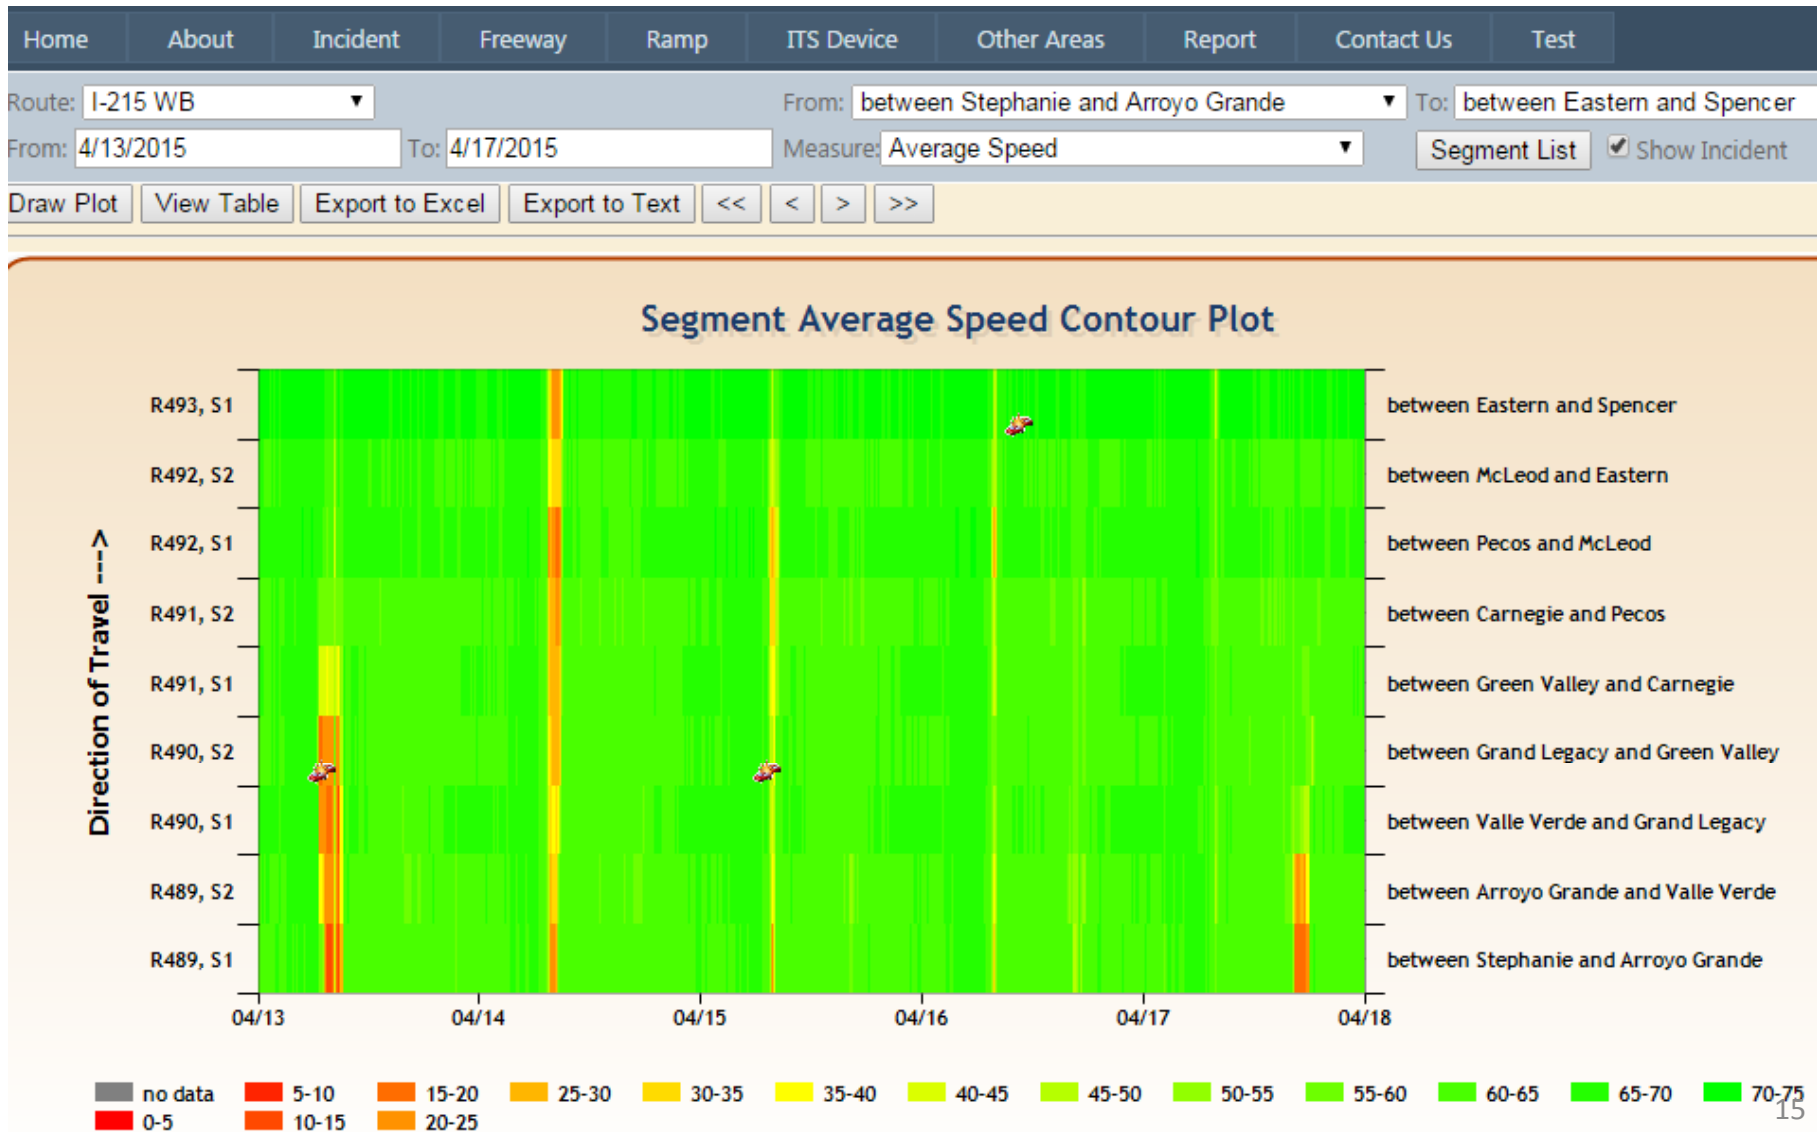 Home About Incident Freeway Ramp ITS Device Other Areas Report Contact Us Test
Route: I-215 WB From: between Stephanie and Arroyo Grande To: between Eastern and Spencer
From: 4/13/2015 To: 4/17/2015 Measure: Average Speed Segment List Show Incident
Draw Plot View Table Export to Excel Export to Text << < > >>
Segment Average Speed Contour Plot
Direction of Travel ---->
R493, S1 between Eastern and Spencer
R492, S2 between McLeod and Eastern
R492, S1 between Pecos and McLeod
R491, S2 between Carnegie and Pecos
R491, S1 between Green Valley and Carnegie
R490, S2 between Grand Legacy and Green Valley
R490, S1 between Valle Verde and Grand Legacy
R489, S2 between Arroyo Grande and Valle Verde
R489, S1 between Stephanie and Arroyo Grande
04/13 04/14 04/15 04/16 04/17 04/18
no data 5-10 15-20 25-30 30-35 35-40 40-45 45-50 50-55 55-60 60-65 65-70 70-75
0-5 10-15 20-25
15